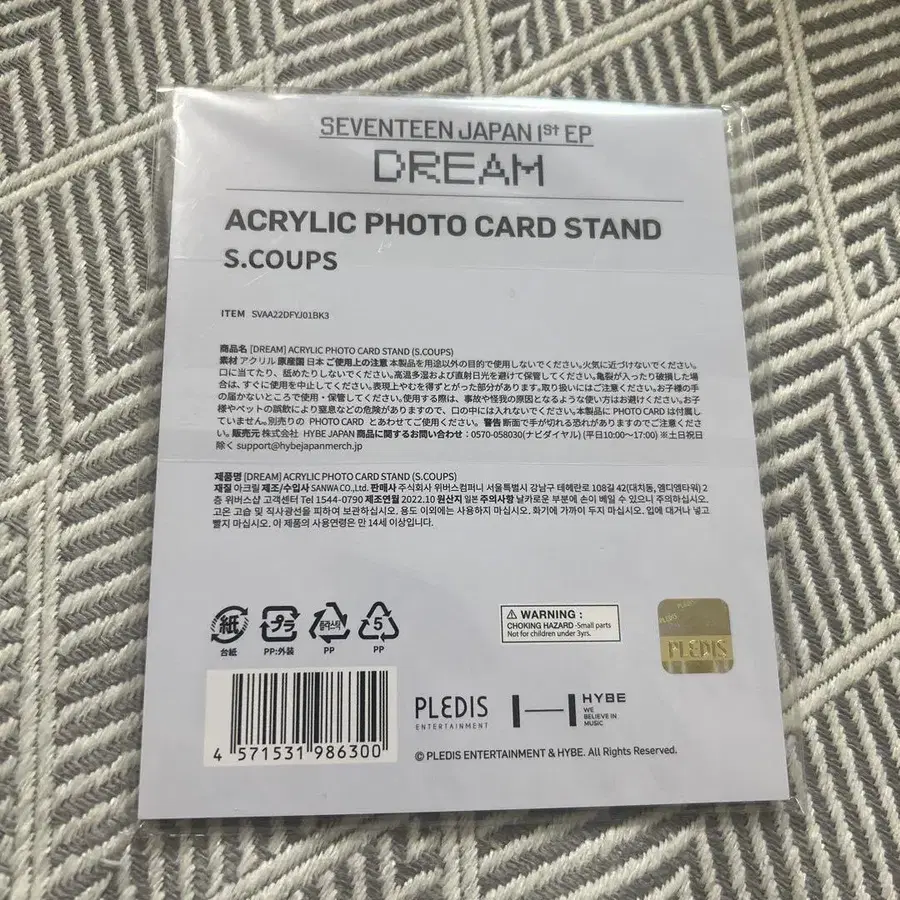 SEVENTEEN JAPAN 1st EP
DREAM
ACRYLIC PHOTO CARD STAND
S.COUPS
ITEM SVAA22DFYJ01BK3
商品名 [DREAM] ACRYLIC PHOTO CARD STAND (S.COUPS)
素材 アクリル 原産国 日本 ご使用上の注意 本製品を用途以外の目的で使用しないでください。火気に近づけないでください。
口に当てたり、舐めたりしないでください。高温多湿および直射日光を避けて保管してください。亀裂が入ったり破損した場
合は、すぐに使用を中止してください。表現上やむを得ずとがった部分があります。取り扱いにはご注意ください。お子様の手
の届かないところで使用・保管してください。使用する際は、事故や怪我の原因となるような使い方はお避けください。お子
様やペットの誤飲により窒息などの危険がありますので、口の中には入れないでください。本製品に PHOTO CARD は付属し
ていません。別売りの PHOTO CARD とあわせてご使用ください。 警告 断面で手が切れる恐れがありますのでご注意くださ
い。 販売元 株式会社 HYBE JAPAN 商品に関するお問い合わせ : 0570-058030(ナビダイヤル) (平日10:00〜17:00) ※土日祝日
除く support@hybejapanmerch.jp
제품명 [DREAM] ACRYLIC PHOTO CARD STAND (S.COUPS)
재질 아크릴 제조/수입사 SANWA CO.,Ltd. 판매사 주식회사 위버스컴퍼니 서울특별시 강남구 테헤란로 108길 42(대치동, 엠디엠타워) 2
층 위버스샵 고객센터 Tel 1544-0790 제조연월 2022.10 원산지 일본 주의사항 날카로운 부분에 손이 베일 수 있으니 주의하십시오.
고온 고습 및 직사광선을 피하여 보관하십시오. 용도 이외에는 사용하지 마십시오. 화기에 가까이 두지 마십시오. 입에 대거나 넣고
빨지 마십시오. 이 제품의 사용연령은 만 14세 이상입니다.
紙 プラ 플라스틱 5
台紙 PP:外装 PP PP
WARNING :
CHOKING HAZARD -Small parts
Not for children under 3yrs.
PLEDIS
PLEDIS
4 571531 986300
PLEDIS
ENTERTAINMENT
HYBE
WE
BELIEVE IN
MUSIC
© PLEDIS ENTERTAINMENT & HYBE. All Rights Reserved.